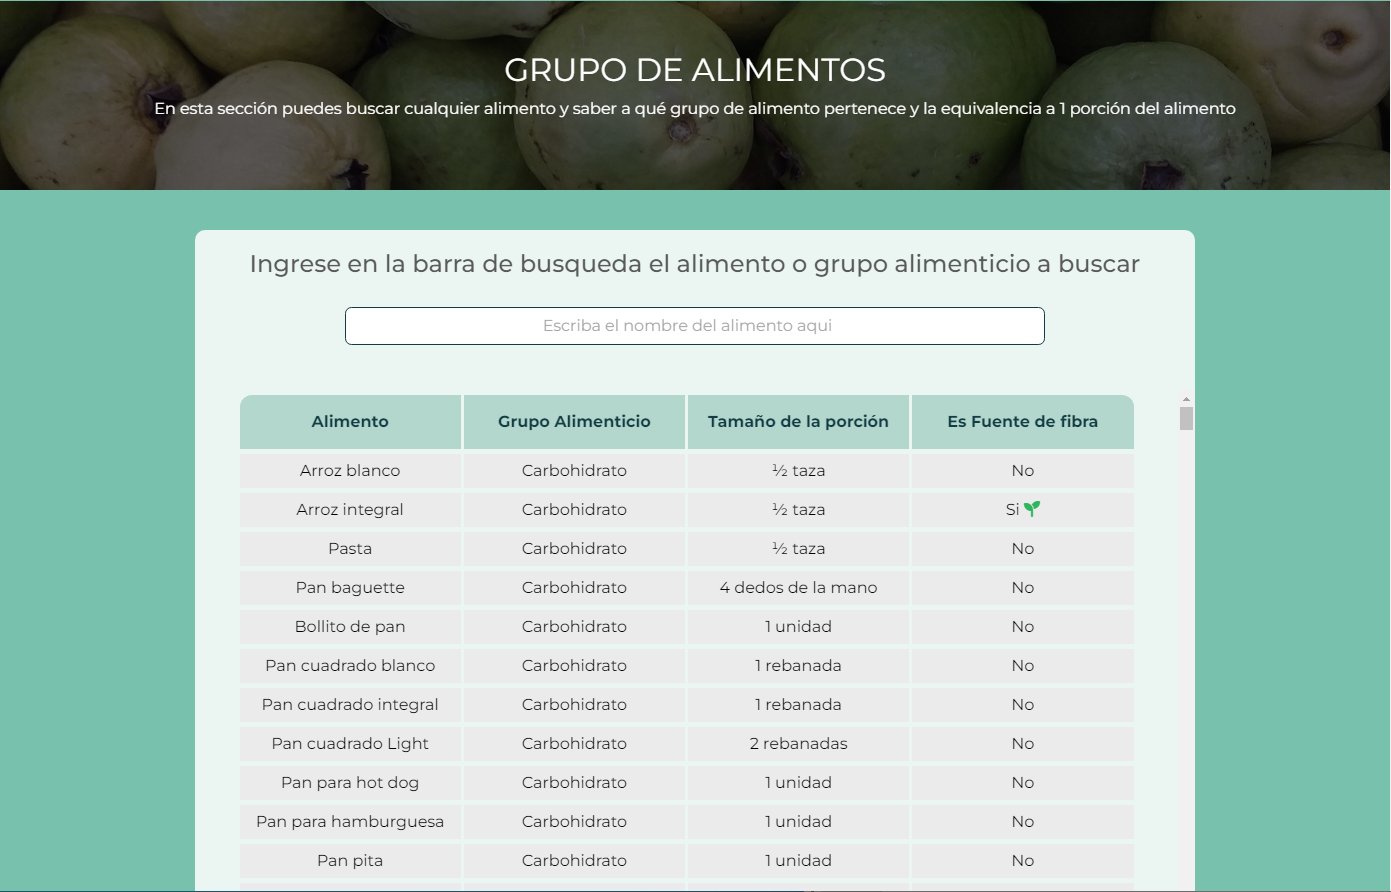 GRUPO DE ALIMENTOS
En esta sección puedes buscar cualquier alimento y saber a qué grupo de alimento pertenece y la equivalencia a 1 porción del alimento
Ingrese en la barra de busqueda el alimento o grupo alimenticio a buscar
Escriba el nombre del alimento aqui
Alimento Grupo Alimenticio Tamaño de la porción Es Fuente de fibra
Arroz blanco Carbohidrato ½ taza No
Arroz integral Carbohidrato ½ taza Si
Pasta Carbohidrato ½ taza No
Pan baguette Carbohidrato 4 dedos de la mano No
Bollito de pan Carbohidrato 1 unidad No
Pan cuadrado blanco Carbohidrato 1 rebanada No
Pan cuadrado integral Carbohidrato 1 rebanada No
Pan cuadrado Light Carbohidrato 2 rebanadas No
Pan para hot dog Carbohidrato 1 unidad No
Pan para hamburguesa Carbohidrato 1 unidad No
Pan pita Carbohidrato 1 unidad No